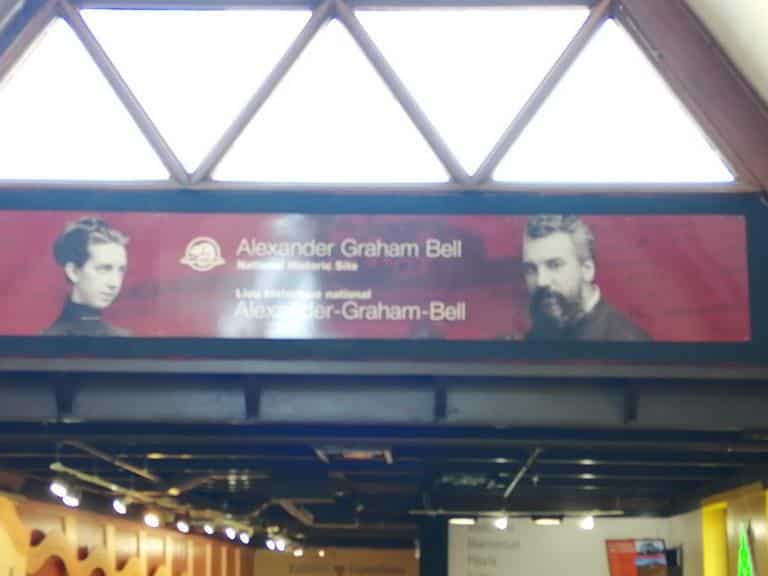 Alexander Graham Bell
National Historic Site
Lieu historique national
Alexander-Graham-Bell